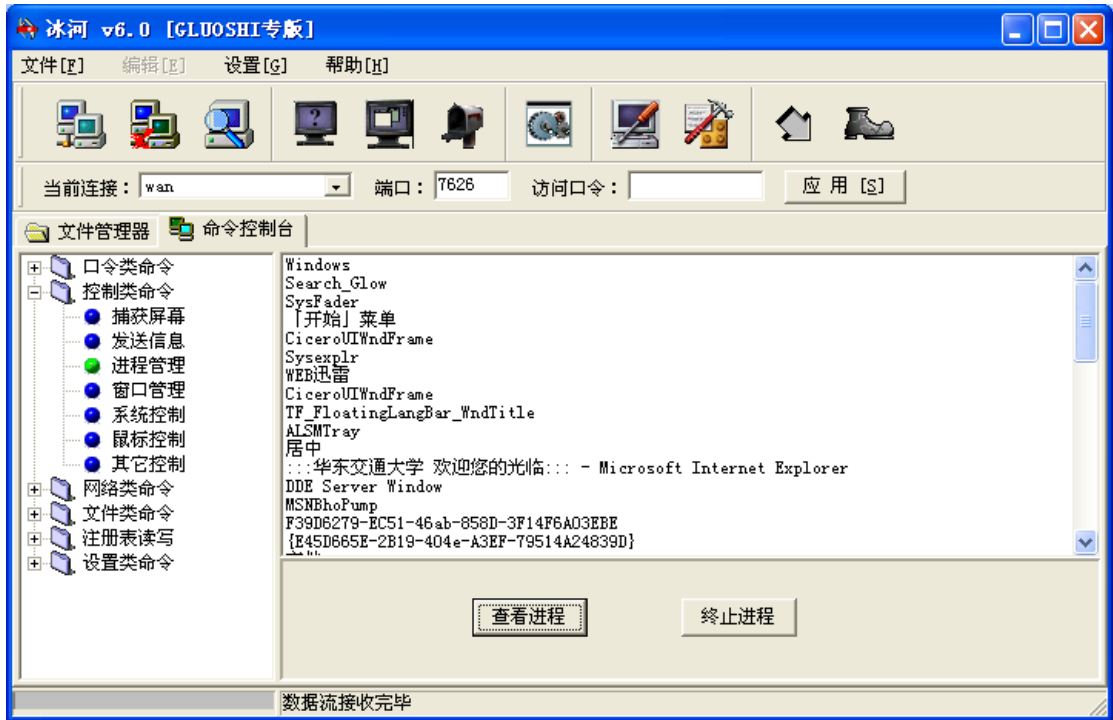 冰河 v6.0 [GLUOSHI专版]
文件[F] 编辑[E] 设置[G] 帮助[H]
当前连接： wan 端口： 7626 访问口令： 应 用 [S]
文件管理器 命令控制台
口令类命令
控制类命令
捕获屏幕
发送信息
进程管理
窗口管理
系统控制
鼠标控制
其它控制
网络类命令
文件类命令
注册表读写
设置类命令
Windows
Search_Glow
SysFader
「开始」菜单
CiceroUIWndFrame
Sysexplr
WEB迅雷
CiceroUIWndFrame
TF_FloatingLangBar_WndTitle
ALSMTray
居中
:::华东交通大学 欢迎您的光临::: - Microsoft Internet Explorer
DDE Server Window
MSNBhoPump
F39D6279-EC51-46ab-858D-3F14F6A03EBE
{E45D665E-2B19-404e-A3EF-79514A24839D}
查看进程 终止进程
数据流接收完毕